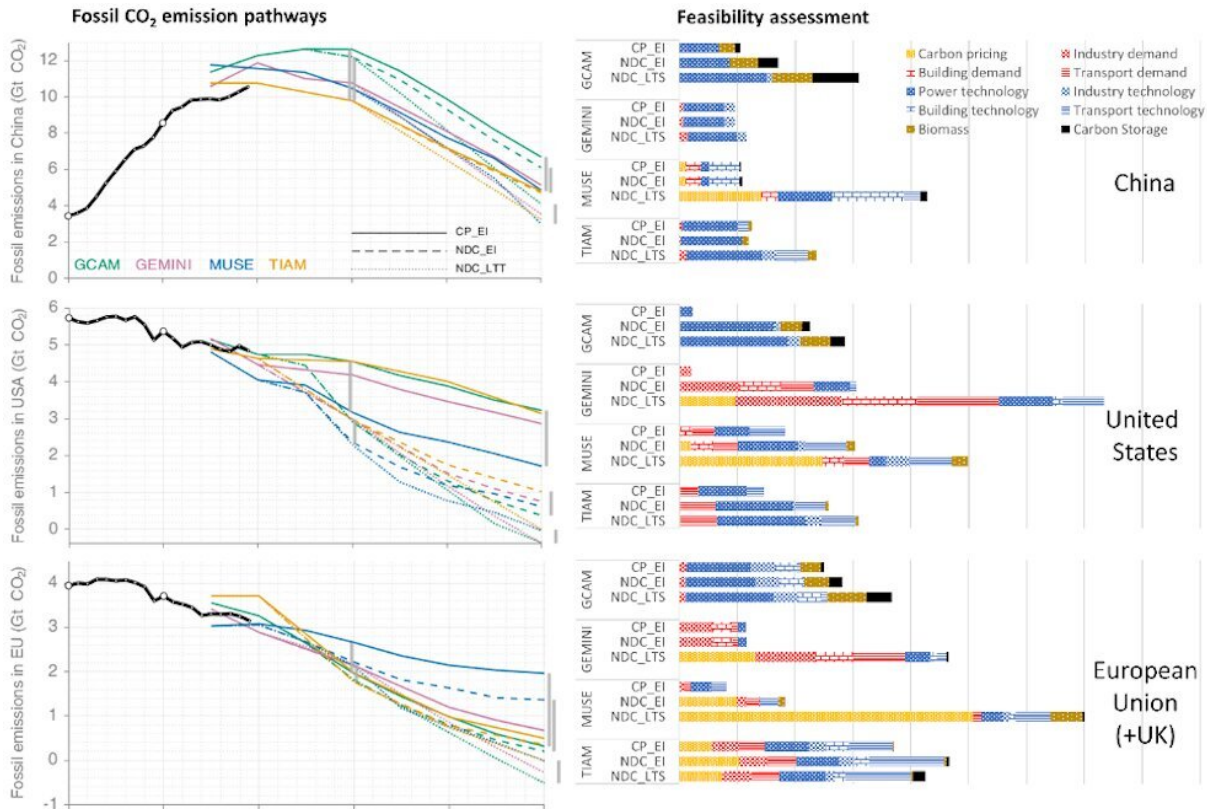 Fossil CO₂ emission pathways
Feasibility assessment
Fossil emissions in China (Gt CO₂)
12
10
8
6
4
2
0
GCAM GEMINI MUSE TIAM
CP_EI
NDC_EI
NDC_LTT
GCAM
CP_EI
NDC_EI
NDC_LTS
GEMINI
CP_EI
NDC_EI
NDC_LTS
MUSE
CP_EI
NDC_EI
NDC_LTS
TIAM
CP_EI
NDC_EI
NDC_LTS
Carbon pricing
Industry demand
Building demand
Transport demand
Power technology
Industry technology
Building technology
Transport technology
Biomass
Carbon Storage
China
Fossil emissions in USA (Gt CO₂)
6
5
4
3
2
1
0
GCAM
CP_EI
NDC_EI
NDC_LTS
GEMINI
CP_EI
NDC_EI
NDC_LTS
MUSE
CP_EI
NDC_EI
NDC_LTS
TIAM
CP_EI
NDC_EI
NDC_LTS
United
States
Fossil emissions in EU (Gt CO₂)
4
3
2
1
0
-1
GCAM
CP_EI
NDC_EI
NDC_LTS
GEMINI
CP_EI
NDC_EI
NDC_LTS
MUSE
CP_EI
NDC_EI
NDC_LTS
TIAM
CP_EI
NDC_EI
NDC_LTS
European
Union
(+UK)